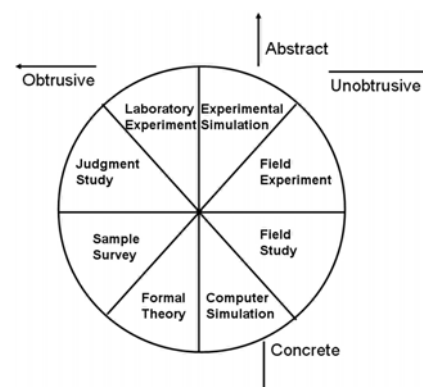 Abstract
Obtrusive
Unobtrusive
Laboratory
Experiment
Experimental
Simulation
Judgment
Study
Field
Experiment
Sample
Survey
Field
Study
Formal
Theory
Computer
Simulation
Concrete